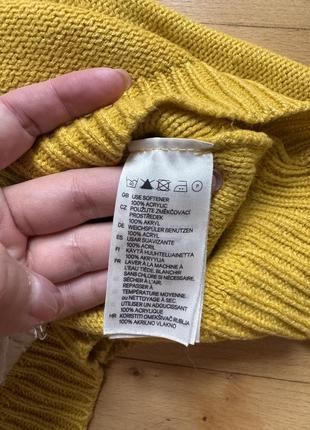 GB USE SOFTENER
100% ACRYLIC
CZ POUŽIJTE ZMĚKČOVACÍ
PROSTŘEDEK
100% AKRYL
DE WEICHSPÜLER BENUTZEN
100% ACRYL
ES USAR SUAVIZANTE
100% ACRÍLICO
FI KÄYTÄ HUUHTELUAINETTA
100% AKRYYLIA
FR LAVER À LA MACHINE À
L'EAU TIÈDE, BLANCHIR
SANS CHLORE SI NÉCESSAIRE,
SÉCHER À L'AIR.
REPASSER À
TEMPÉRATURE MOYENNE
OU NETTOYAGE À SEC.
UTILISER UN ADOUCISSANT
100% ACRYLIQUE
HR KORISTITI OMEKŠIVAČ RUBLJA
100% AKRILNO VLAKNO